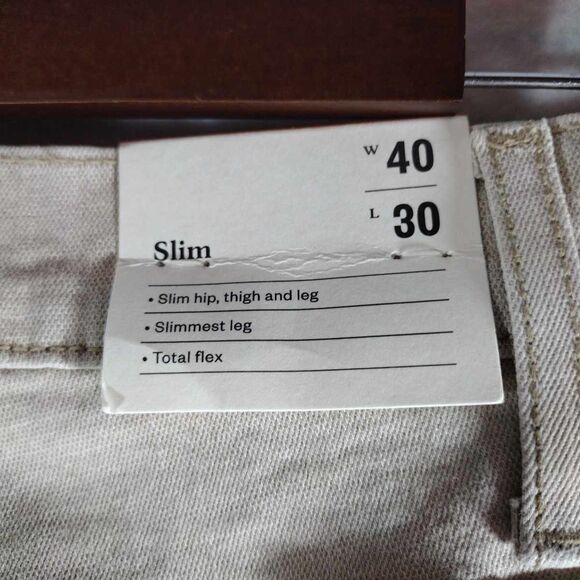 W 40
L 30
Slim
• Slim hip, thigh and leg
• Slimmest leg
• Total flex